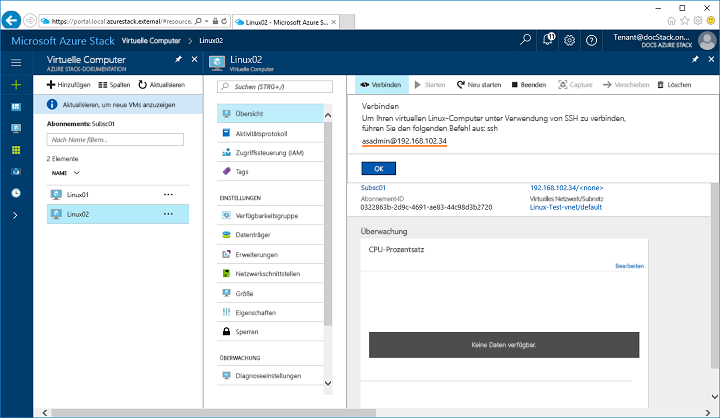 https://portal.local.azurestack.external/#resource/
Linux02 - Microsoft Azure Stack
Microsoft Azure Stack Virtuelle Computer > Linux02
11
Tenant@docStack.on...
DOCS AZURE STACK
Virtuelle Computer
AZURE STACK-DOKUMENTATION
Hinzufügen Spalten Aktualisieren
Aktualisieren, um neue VMs anzuzeigen
Abonnements: Subsc01
Nach Name filtern...
2 Elemente
NAME
Linux01 ...
Linux02 ...
Linux02
Virtuelle Computer
Suchen (STRG+/)
Übersicht
Aktivitätsprotokoll
Zugriffssteuerung (IAM)
Tags
EINSTELLUNGEN
Verfügbarkeitsgruppe
Datenträger
Erweiterungen
Netzwerkschnittstellen
Größe
Eigenschaften
Sperren
ÜBERWACHUNG
Diagnoseeinstellungen
Verbinden Starten Neu starten Beenden Capture Verschieben Löschen
Verbinden
Um Ihren virtuellen Linux-Computer unter Verwendung von SSH zu verbinden,
führen Sie den folgenden Befehl aus: ssh
asadmin@192.168.102.34
OK
Subsc01 192.168.102.34/<none>
Abonnement-ID Virtuelles Netzwerk/Subnetz
0322863b-2d9c-4691-ae83-44c98d3b2720 Linux-Test-vnet/default
Überwachung
CPU-Prozentsatz
Bearbeiten
Keine Daten verfügbar.